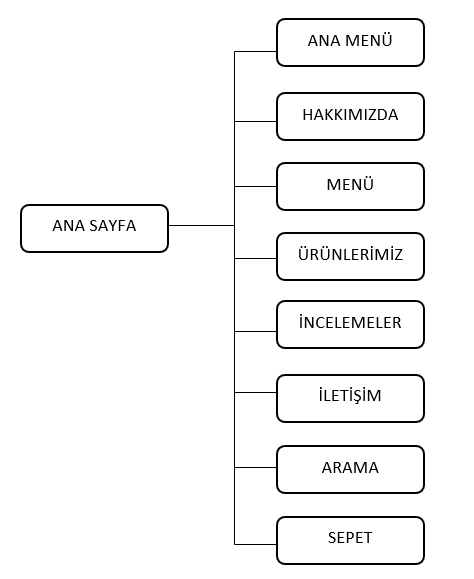 ANA MENÜ
HAKKIMIZDA
MENÜ
ANA SAYFA
ÜRÜNLERİMİZ
İNCELEMELER
İLETİŞİM
ARAMA
SEPET